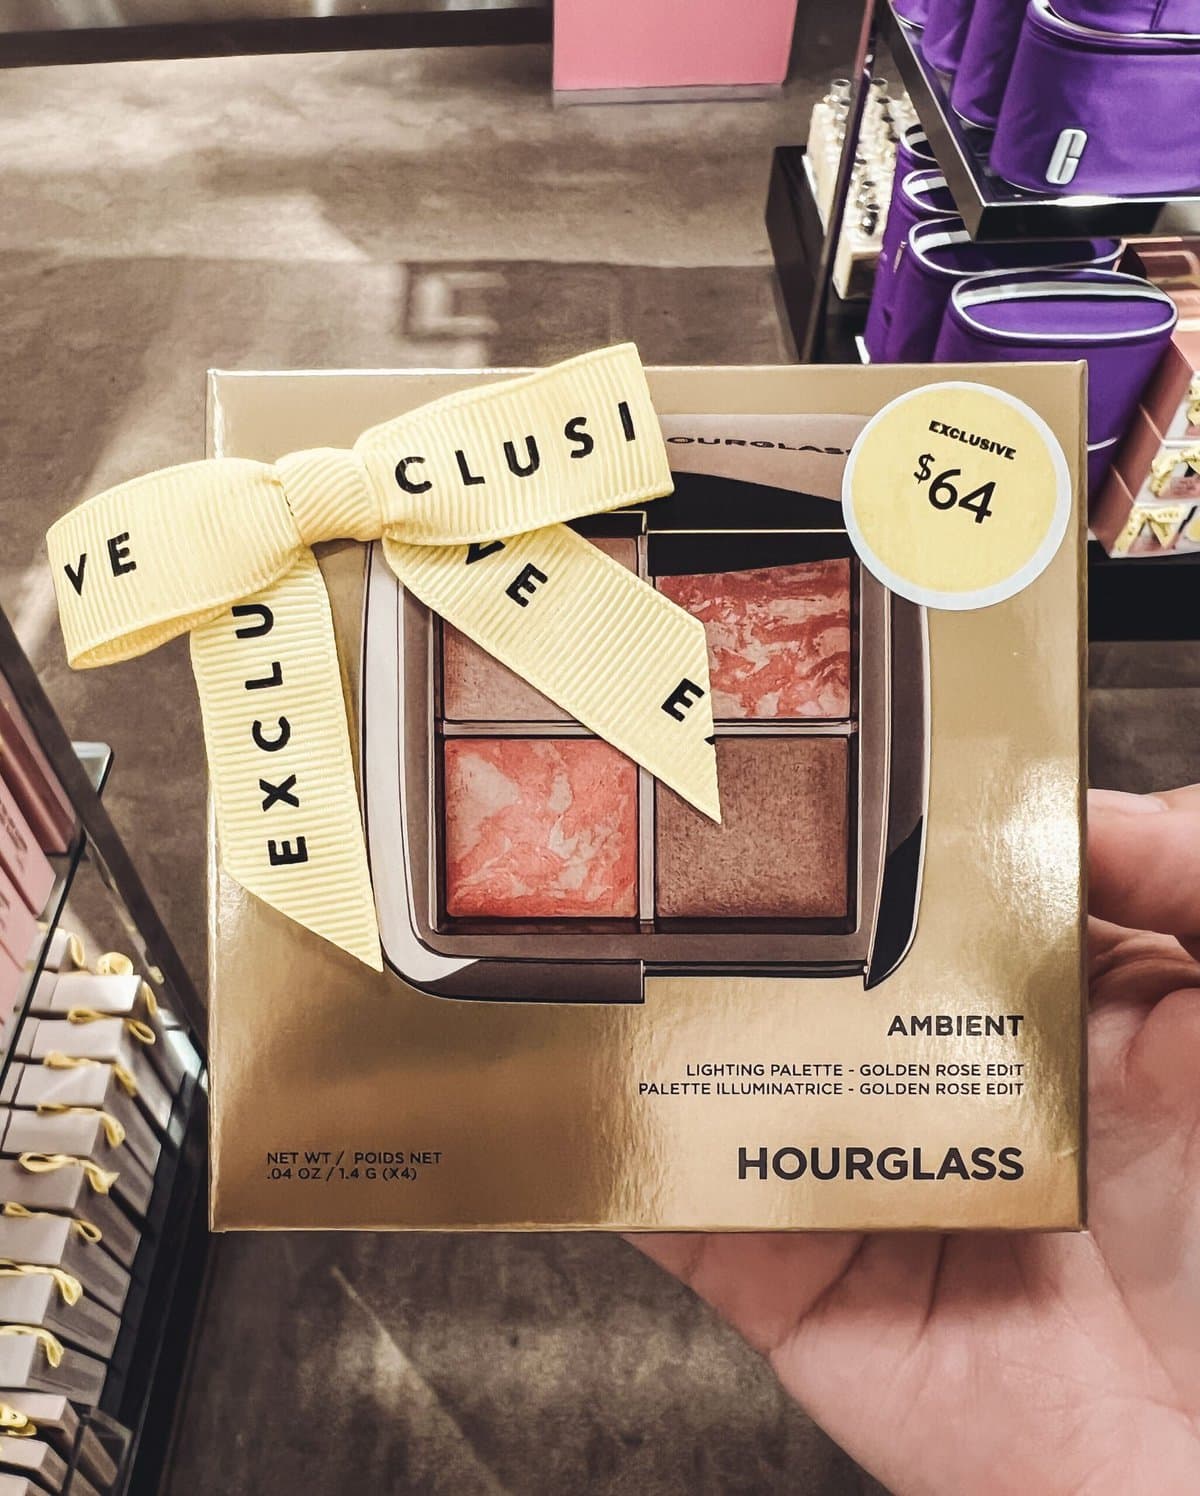 CLUSI
VE
EXCLU
VE
E
OURGLASS
EXCLUSIVE
$64
AMBIENT
LIGHTING PALETTE - GOLDEN ROSE EDIT
PALETTE ILLUMINATRICE - GOLDEN ROSE EDIT
NET WT / POIDS NET
.04 OZ / 1.4 G (X4)
HOURGLASS